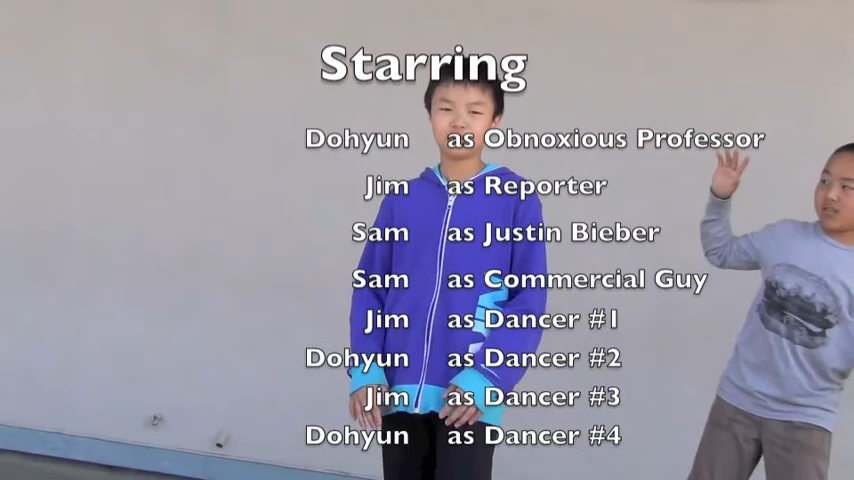 Starring
Dohyun as Obnoxious Professor
Jim as Reporter
Sam as Justin Bieber
Sam as Commercial Guy
Jim as Dancer #1
Dohyun as Dancer #2
Jim as Dancer #3
Dohyun as Dancer #4